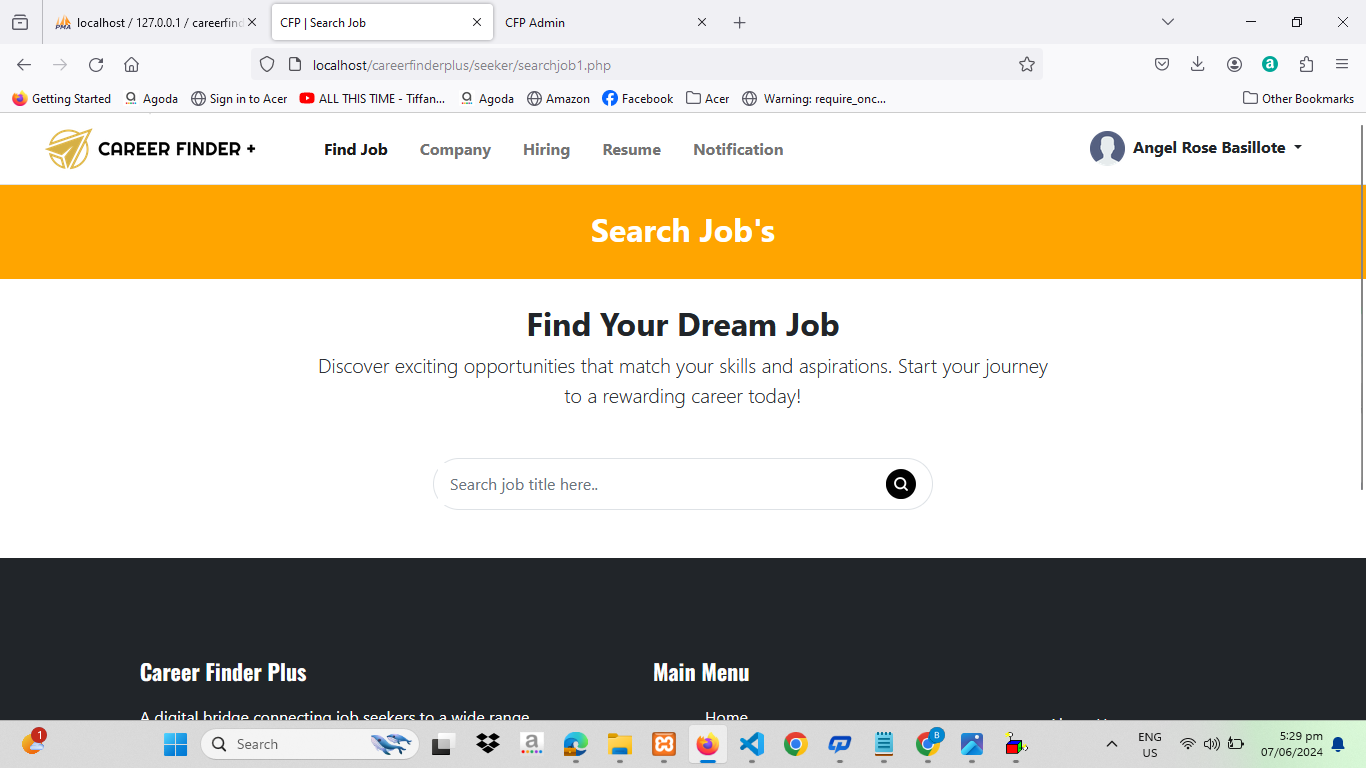 localhost / 127.0.0.1 / careerfind
CFP | Search Job
CFP Admin
localhost/careerfinderplus/seeker/searchjob1.php
Getting Started
Agoda
Sign in to Acer
ALL THIS TIME - Tiffan...
Agoda
Amazon
Facebook
Acer
Warning: require_onc...
Other Bookmarks
CAREER FINDER +
Find Job
Company
Hiring
Resume
Notification
Angel Rose Basillote
Search Job's
Find Your Dream Job
Discover exciting opportunities that match your skills and aspirations. Start your journey
to a rewarding career today!
Search job title here..
Career Finder Plus
Main Menu
A digital bridge connecting job seekers to a wide range
Home
1
Search
ENG
US
5:29 pm
07/06/2024